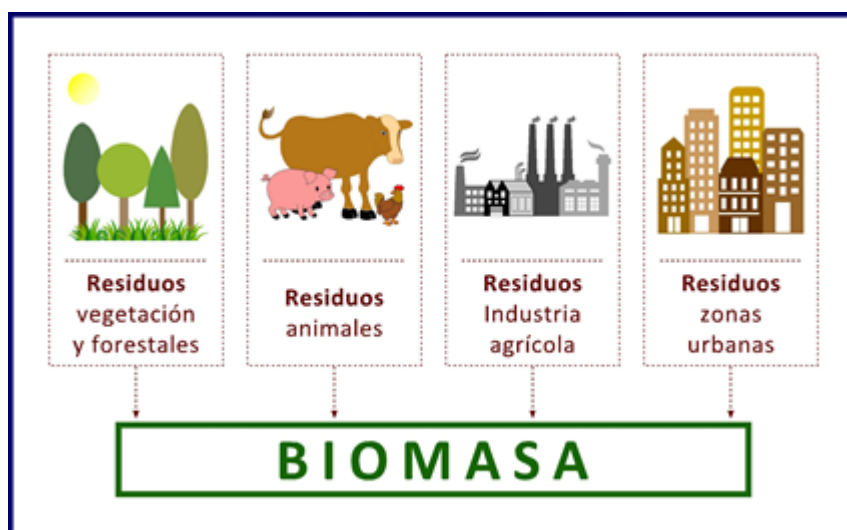 Residuos
vegetación
y forestales
Residuos
animales
Residuos
Industria
agrícola
Residuos
zonas
urbanas
BIOMASA